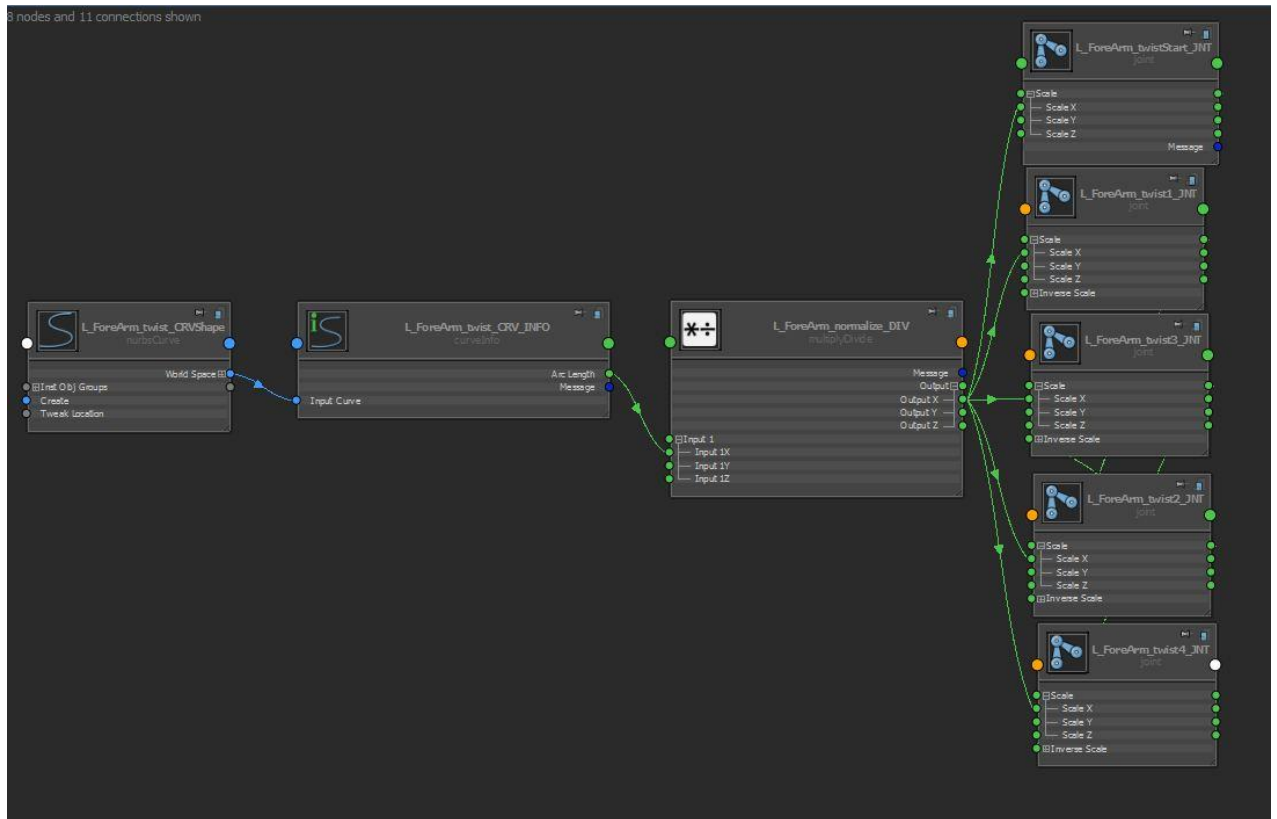 8 nodes and 11 connections shown
L_ForeArm_twist_CRVShape
nurbsCurve
World Space
Inst Obj Groups
Create
Tweak Location
L_ForeArm_twist_CRV_INFO
curveInfo
Arc Length
Message
Input Curve
L_ForeArm_normalize_DIV
multiplyDivide
Message
Output
Output X
Output Y
Output Z
Input 1
Input 1X
Input 1Y
Input 1Z
L_ForeArm_twistStart_JNT
joint
Scale
Scale X
Scale Y
Scale Z
Message
L_ForeArm_twist1_JNT
joint
Scale
Scale X
Scale Y
Scale Z
Inverse Scale
L_ForeArm_twist3_JNT
joint
Scale
Scale X
Scale Y
Scale Z
Inverse Scale
L_ForeArm_twist2_JNT
joint
Scale
Scale X
Scale Y
Scale Z
Inverse Scale
L_ForeArm_twist4_JNT
joint
Scale
Scale X
Scale Y
Scale Z
Inverse Scale